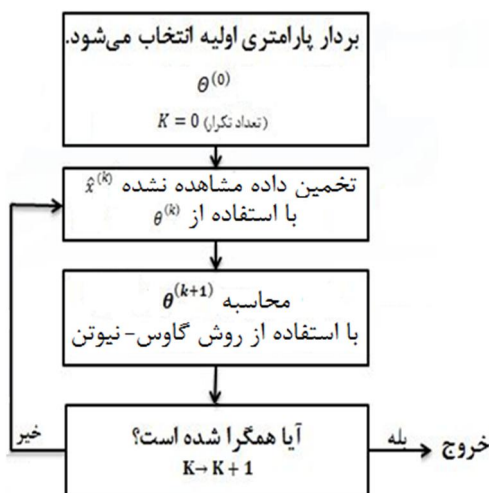 بردار پارامتری اولیه انتخاب می‌شود.
Θ^(0)
K = 0 (تعداد تکرار)
تخمین داده مشاهده نشده x̂^(k)
با استفاده از θ^(k)
محاسبه θ^(k+1)
با استفاده از روش گاوس-نیوتن
آیا همگرا شده است؟
K→ K + 1
خیر
بله
خروج